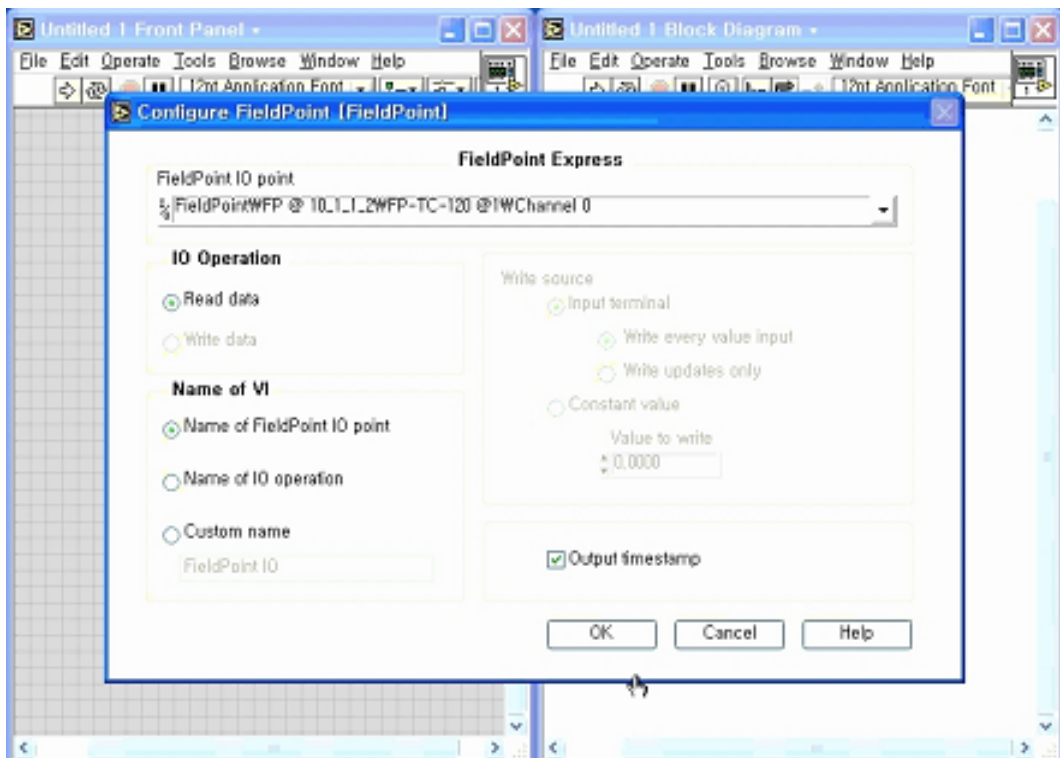 Untitled 1 Front Panel
Untitled 1 Block Diagram
File Edit Operate Tools Browse Window Help
File Edit Operate Tools Browse Window Help
12pt Application Font
12pt Application Font
Configure FieldPoint [FieldPoint]
FieldPoint Express
FieldPoint IO point
FieldPoint₩FP @ 10_1_1_2₩FP-TC-120 @1₩Channel 0
IO Operation
Read data
Write data
Write source
Input terminal
Write every value input
Write updates only
Constant value
Value to write
0.0000
Name of VI
Name of FieldPoint IO point
Name of IO operation
Custom name
FieldPoint IO
Output timestamp
OK
Cancel
Help